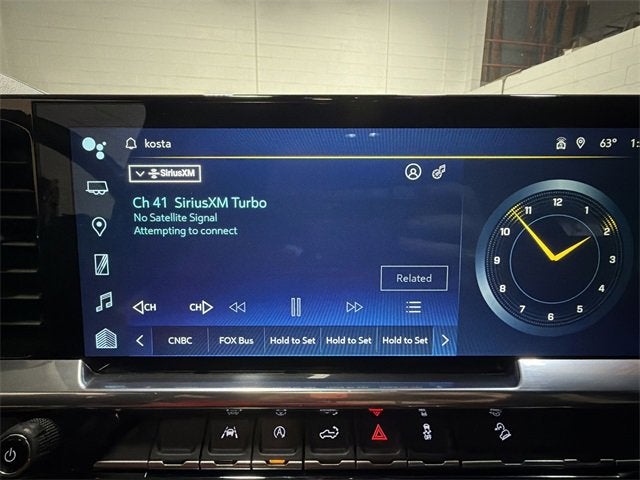 kosta 63° 1:
SiriusXM
Ch 41 SiriusXM Turbo
No Satellite Signal
Attempting to connect
Related
CH CH
CNBC FOX Bus Hold to Set Hold to Set Hold to Set
12
11 1
10 2
9 3
8 4
7 5
6